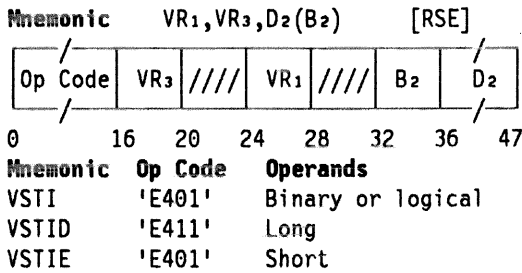 Mnemonic VR1,VR3,D2(B2) [RSE]
Op Code VR3 //// VR1 //// B2 D2
0 16 20 24 28 32 36 47
Mnemonic Op Code Operands
VSTI 'E401' Binary or logical
VSTID 'E411' Long
VSTIE 'E401' Short